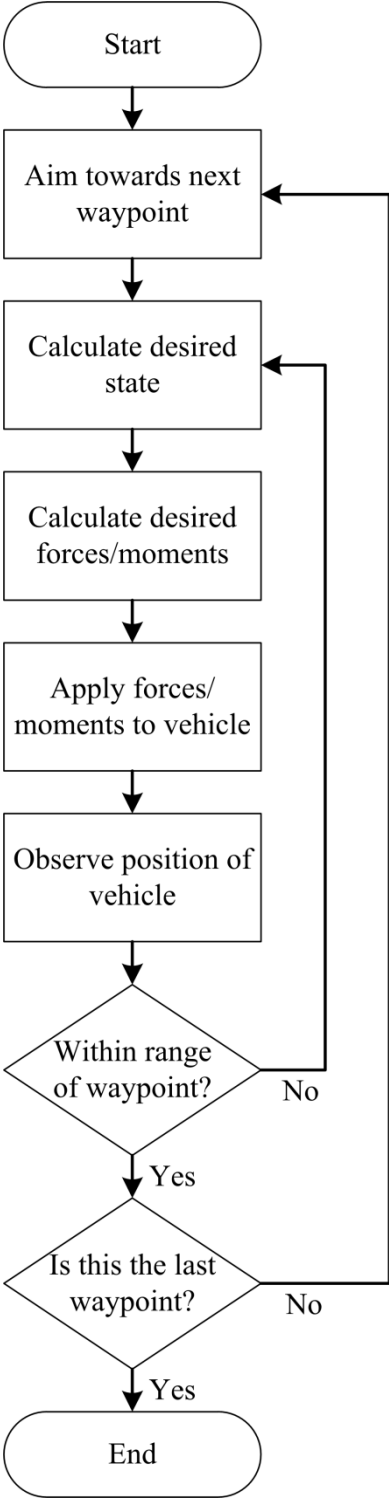 Start
Aim towards next
waypoint
Calculate desired
state
Calculate desired
forces/moments
Apply forces/
moments to vehicle
Observe position of
vehicle
Within range
of waypoint?
No
Yes
Is this the last
waypoint?
No
Yes
End